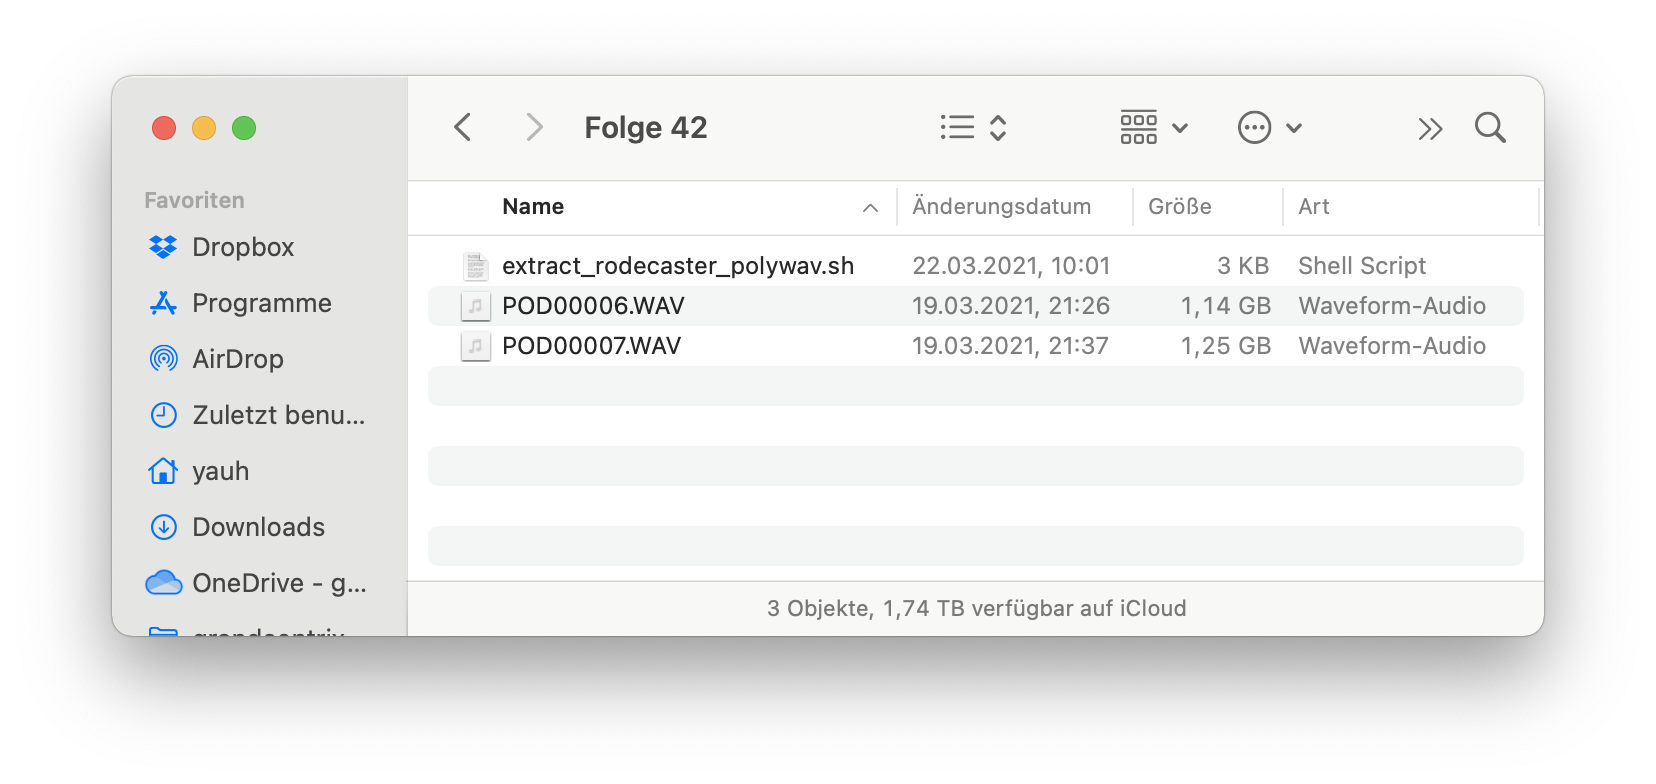 Folge 42
Favoriten
Dropbox
Programme
AirDrop
Zuletzt benu...
yauh
Downloads
OneDrive - g...
Name Änderungsdatum Größe Art
extract_rodecaster_polywav.sh 22.03.2021, 10:01 3 KB Shell Script
POD00006.WAV 19.03.2021, 21:26 1,14 GB Waveform-Audio
POD00007.WAV 19.03.2021, 21:37 1,25 GB Waveform-Audio
3 Objekte, 1,74 TB verfügbar auf iCloud